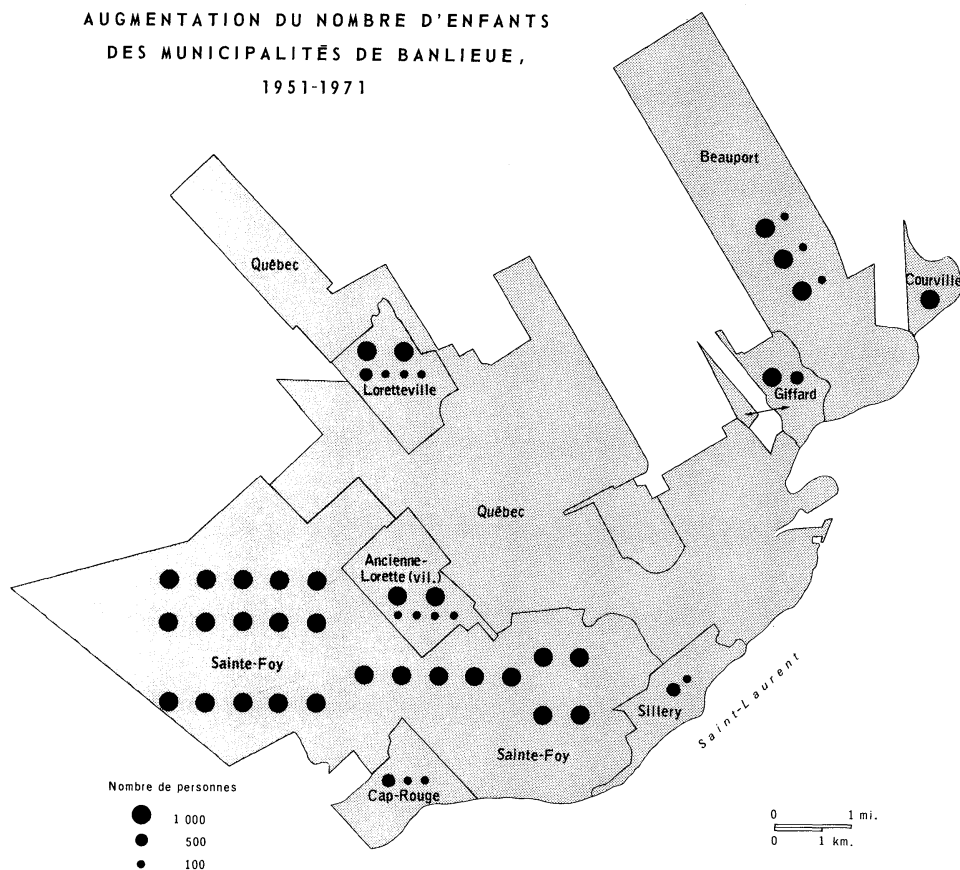 AUGMENTATION DU NOMBRE D'ENFANTS
DES MUNICIPALITÉS DE BANLIEUE,
1951-1971
Beauport
Québec
Courville
Loretteville
Giffard
Québec
Ancienne-
Lorette (vil.)
Sainte-Foy
Sillery
Saint-Laurent
Sainte-Foy
Cap-Rouge
Nombre de personnes
1 000
500
100
0 1 mi.
0 1 km.